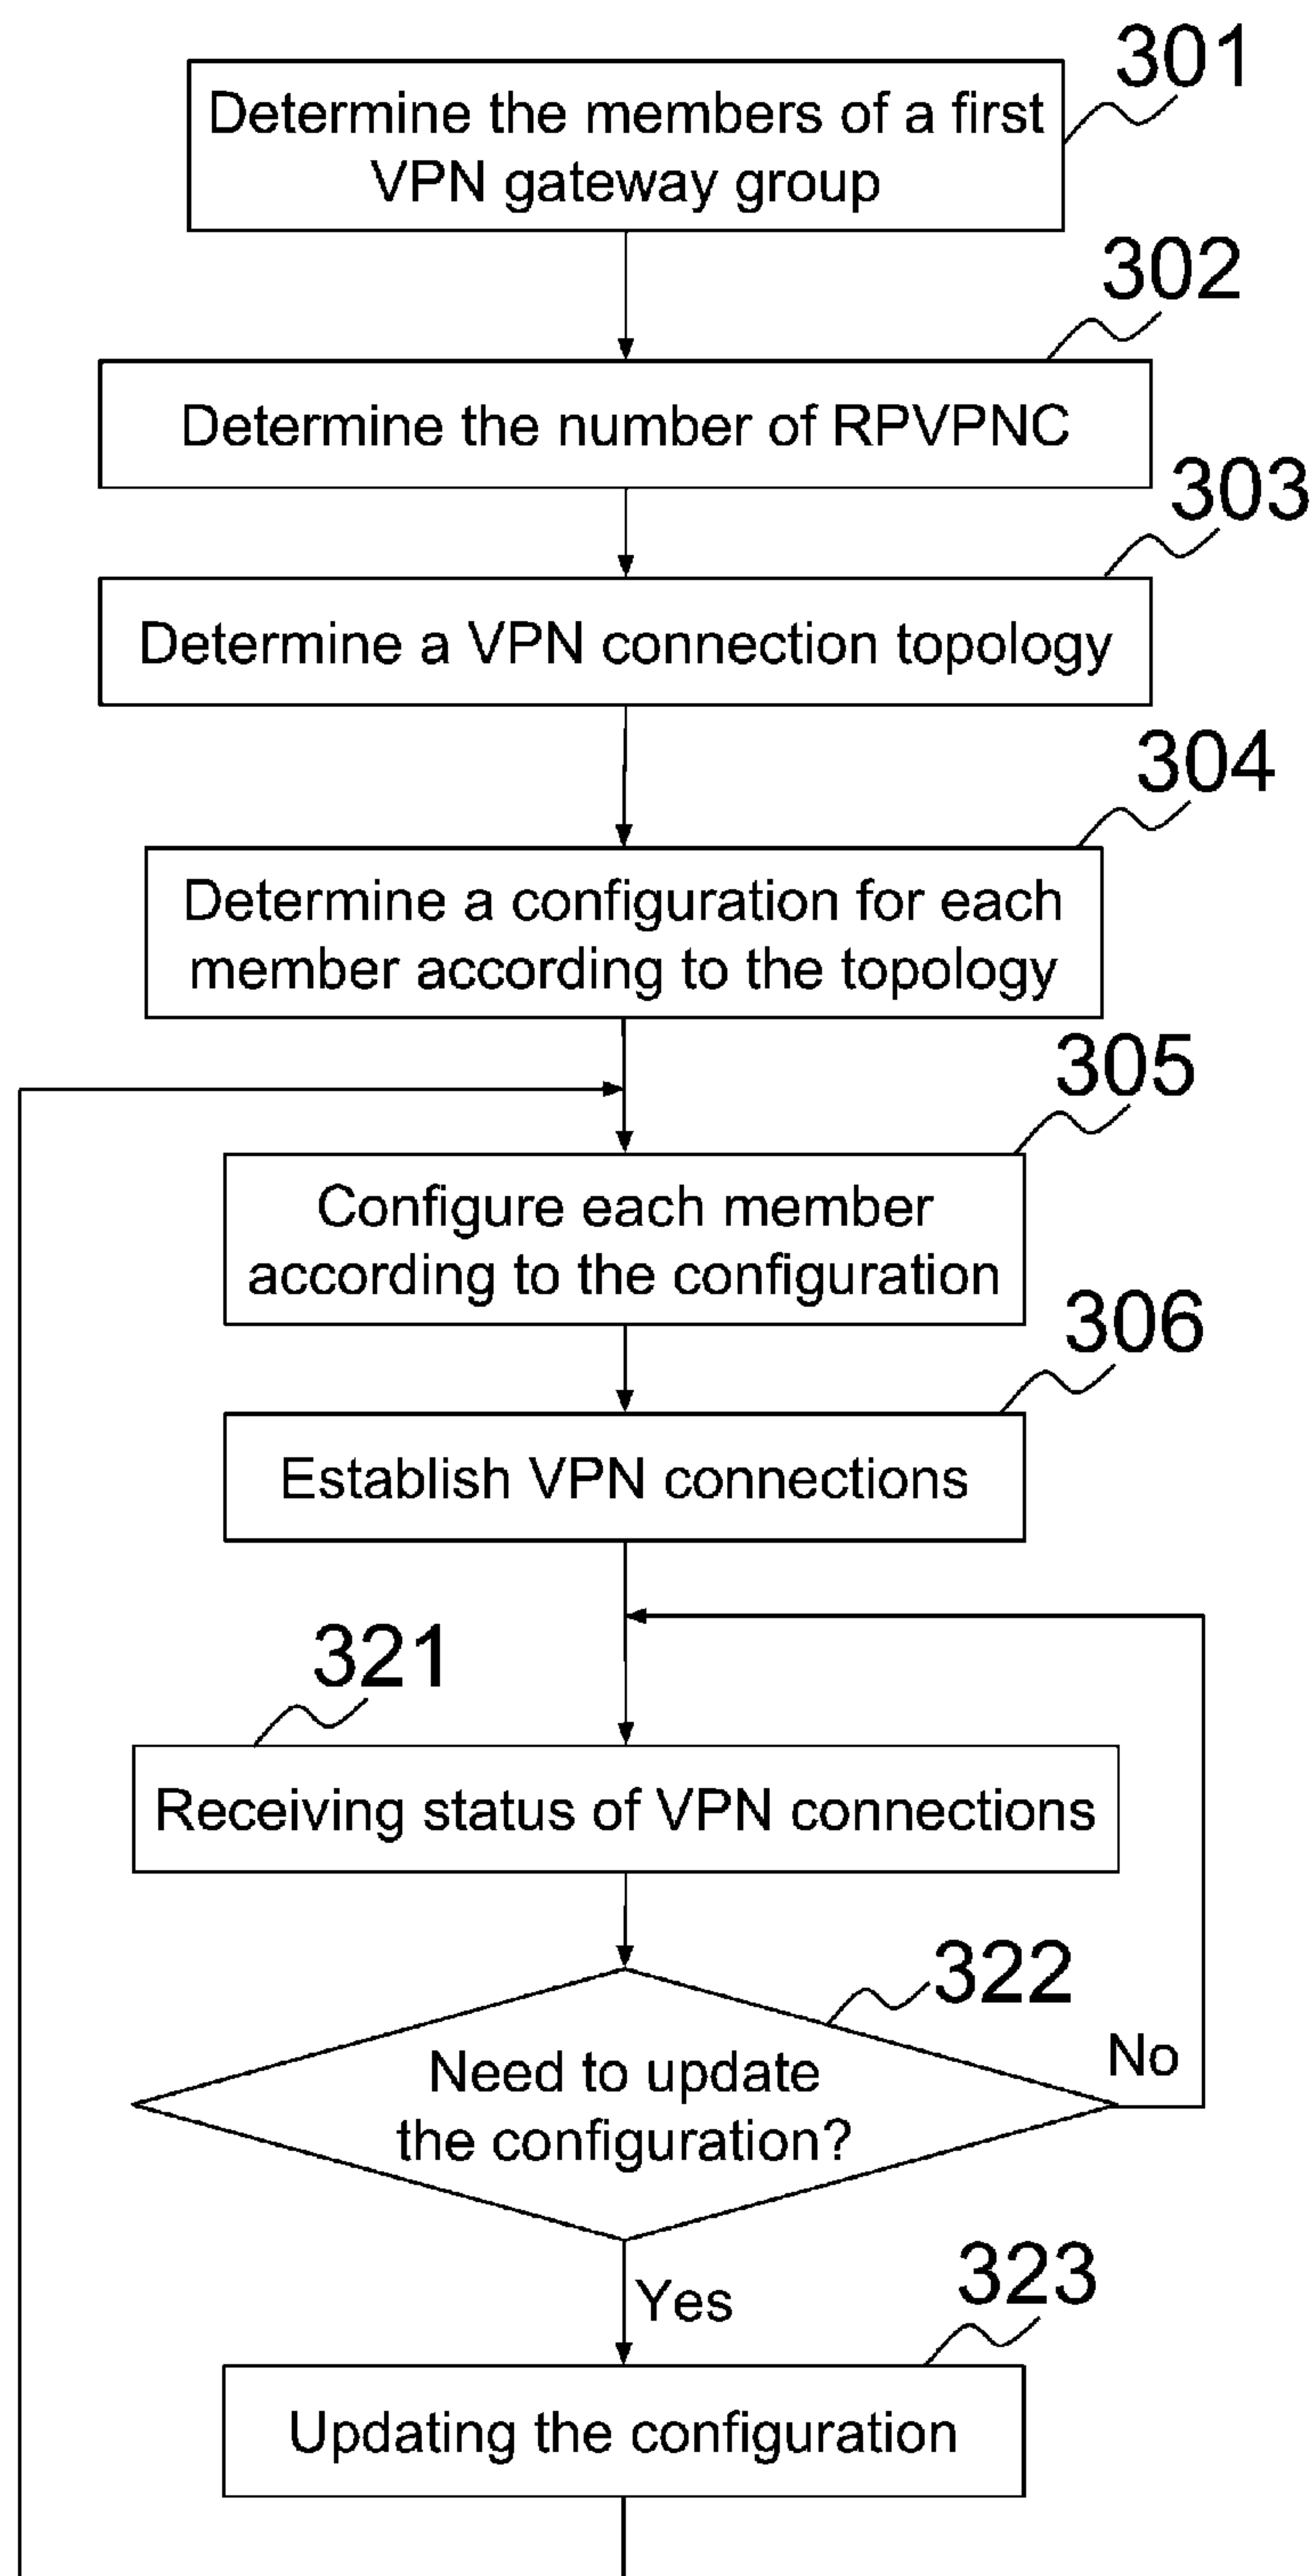 301
Determine the members of a first
VPN gateway group
302
Determine the number of RPVPNC
303
Determine a VPN connection topology
304
Determine a configuration for each
member according to the topology
305
Configure each member
according to the configuration
306
Establish VPN connections
321
Receiving status of VPN connections
322
Need to update
the configuration?
No
Yes
323
Updating the configuration